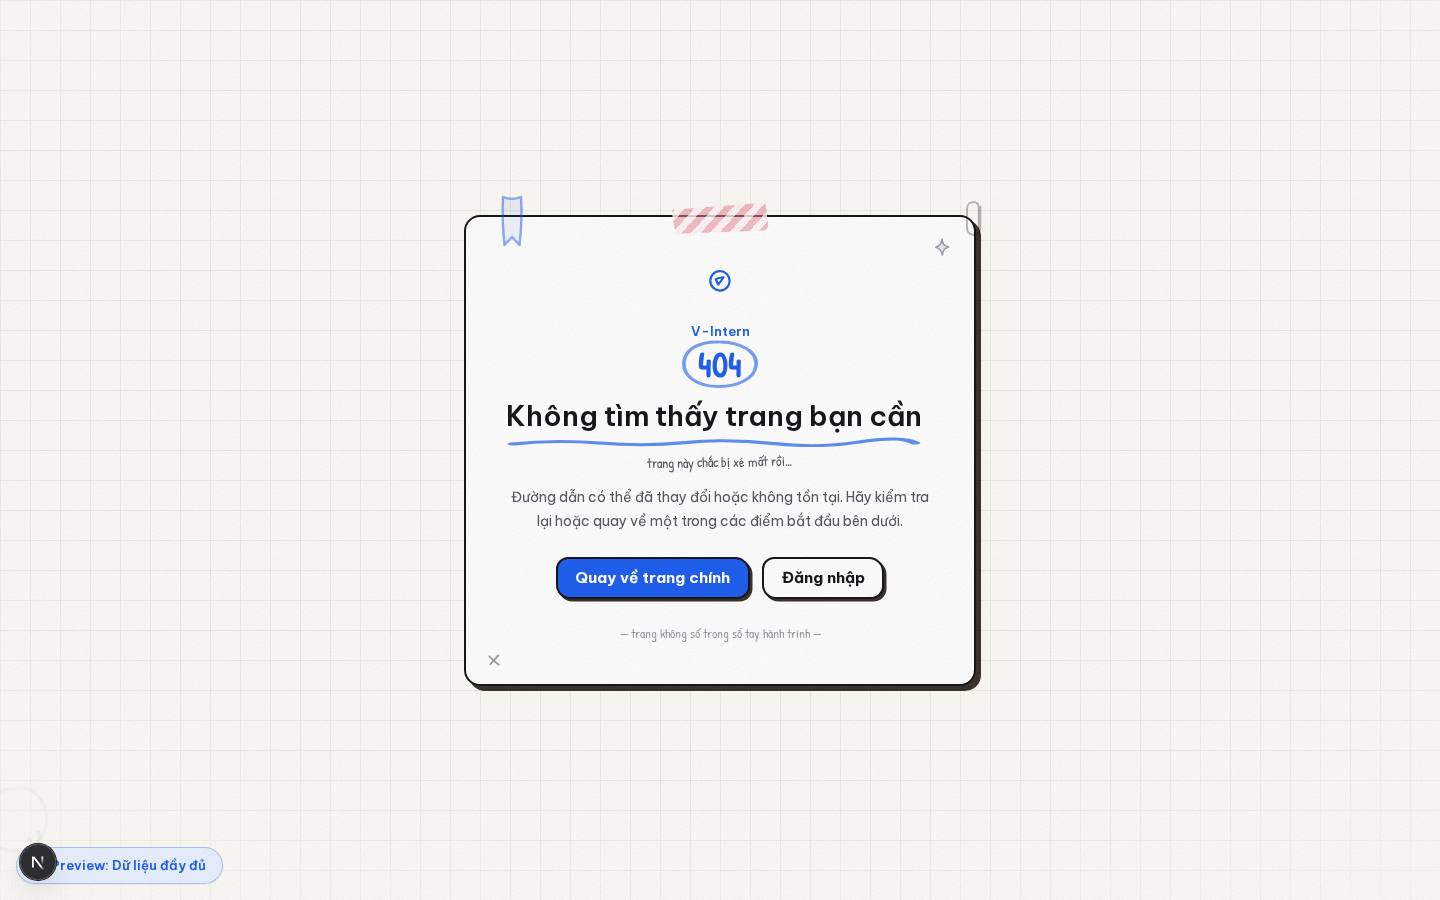 V-Intern
404
Không tìm thấy trang bạn cần
trang này chắc bị xé mất rồi...
Đường dẫn có thể đã thay đổi hoặc không tồn tại. Hãy kiểm tra
lại hoặc quay về một trong các điểm bắt đầu bên dưới.
Quay về trang chính
Đăng nhập
— trang không số trong sổ tay hành trình —
N
Preview: Dữ liệu đầy đủ